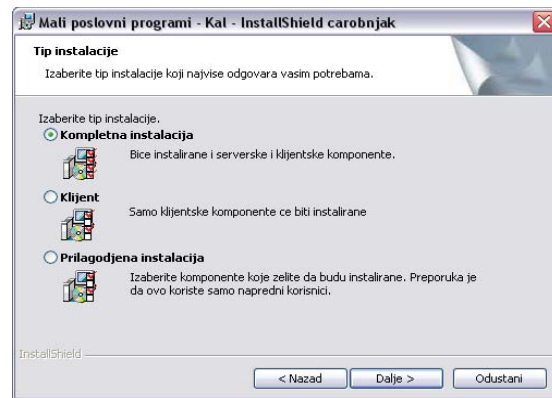 Mali poslovni programi - Kal - InstallShield carobnjak
Tip instalacije
Izaberite tip instalacije koji najvise odgovara vasim potrebama.
Izaberite tip instalacije.
Kompletna instalacija
Bice instalirane i serverske i klijentske komponente.
Klijent
Samo klijentske komponente ce biti instalirane
Prilagodjena instalacija
Izaberite komponente koje zelite da budu instalirane. Preporuka je
da ovo koriste samo napredni korisnici.
InstallShield
< Nazad Dalje > Odustani